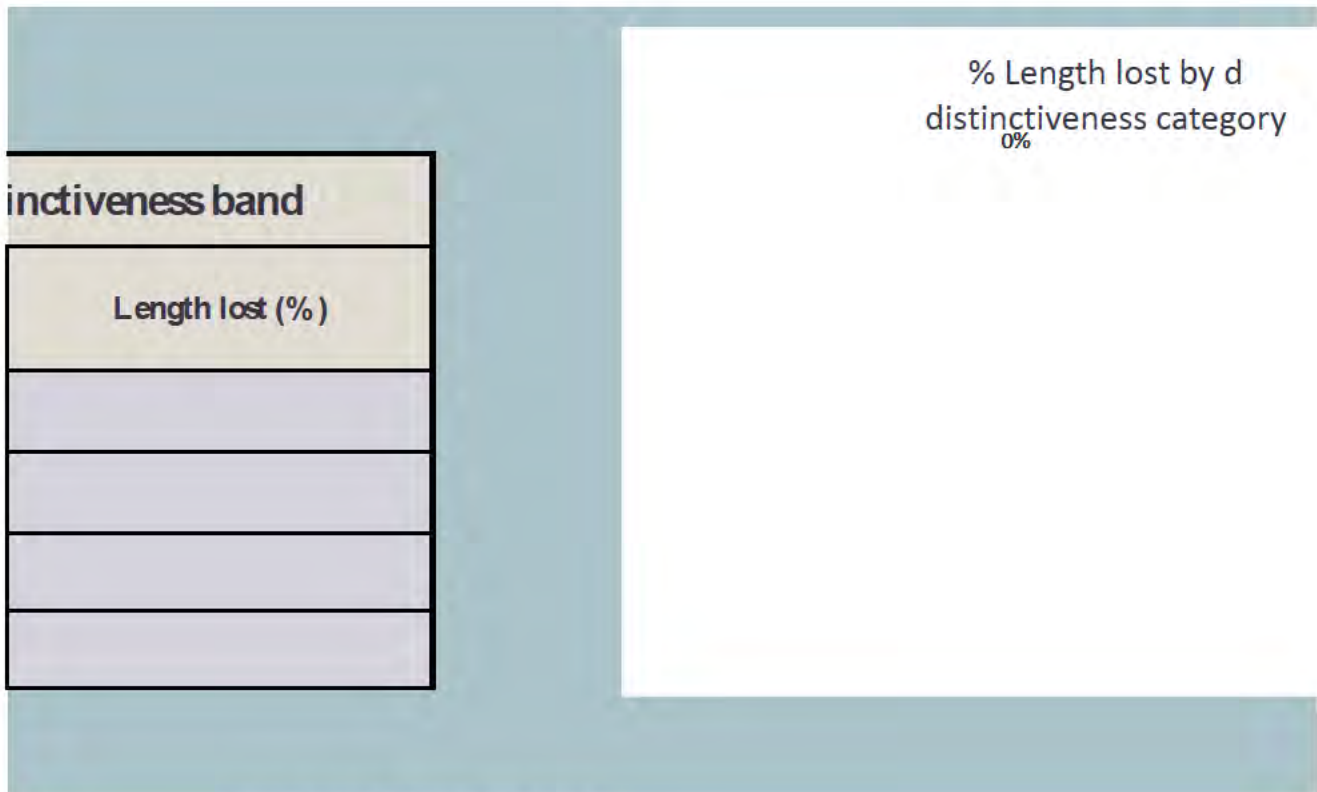 inctiveness band
Length lost (%)
% Length lost by d
distinctiveness category
0%